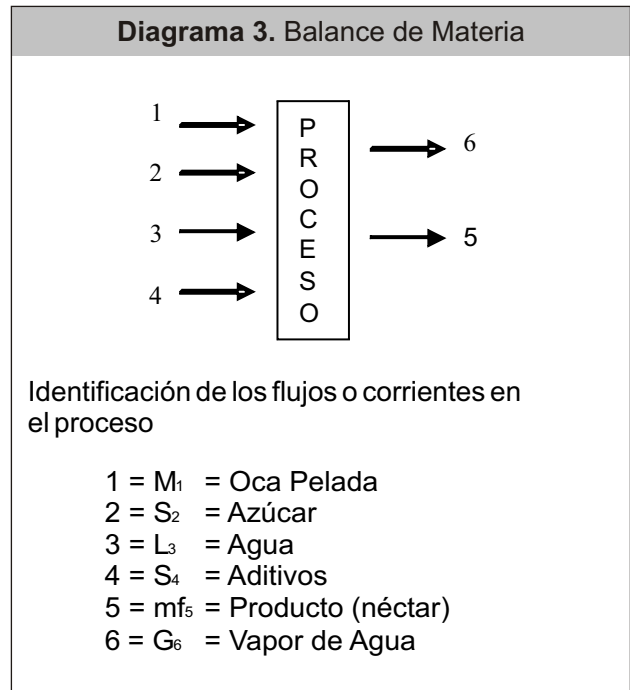 Diagrama 3. Balance de Materia
1
2
3
4
P
R
O
C
E
S
O
6
5
Identificación de los flujos o corrientes en
el proceso
1 = M₁ = Oca Pelada
2 = S₂ = Azúcar
3 = L₃ = Agua
4 = S₄ = Aditivos
5 = mf₅ = Producto (néctar)
6 = G₆ = Vapor de Agua